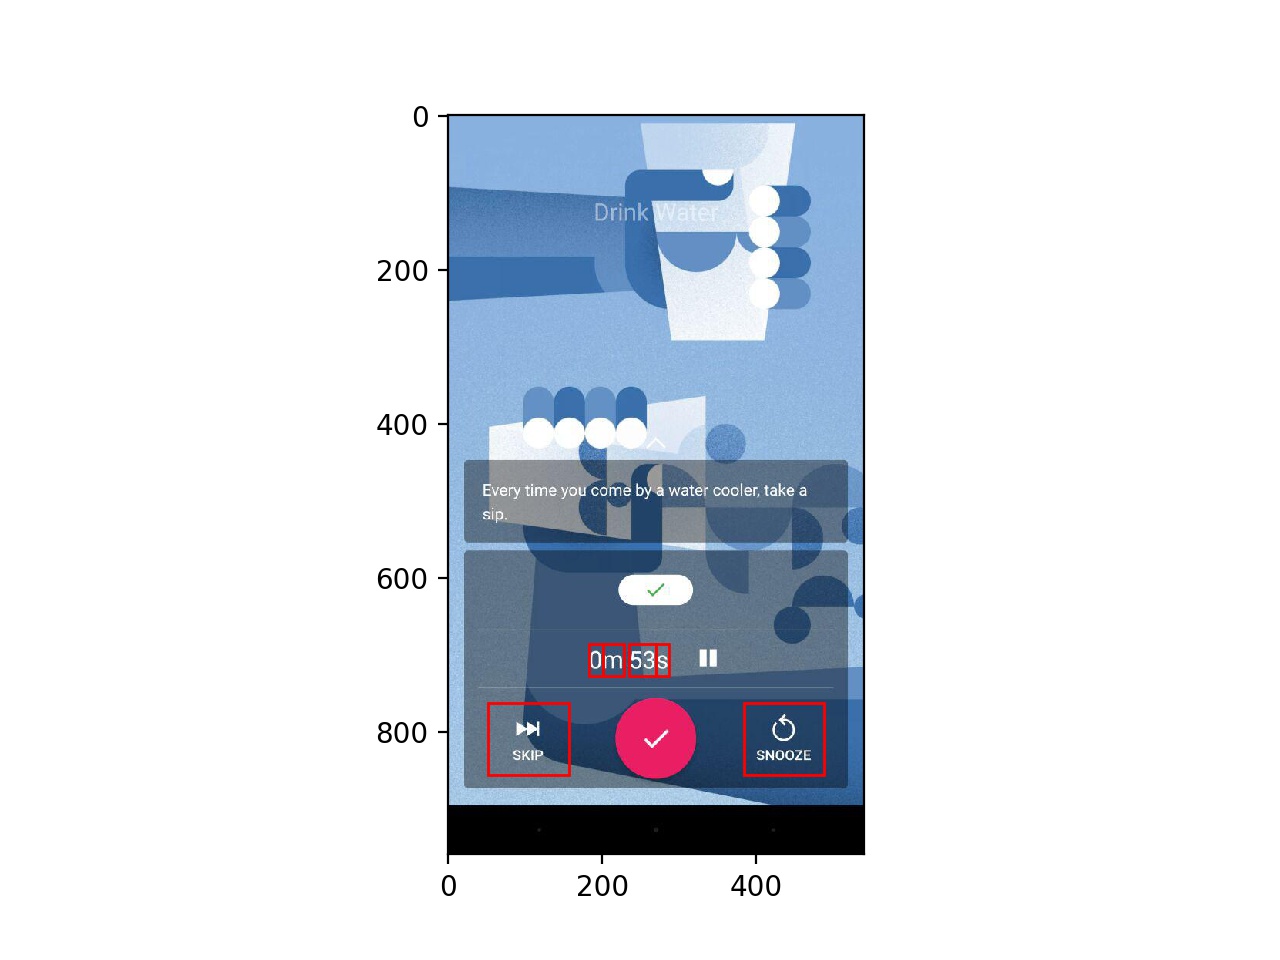 0
200
400
600
800
0 200 400
Drink Water
Every time you come by a water cooler, take a
sip.
0m 53s
SKIP
SNOOZE